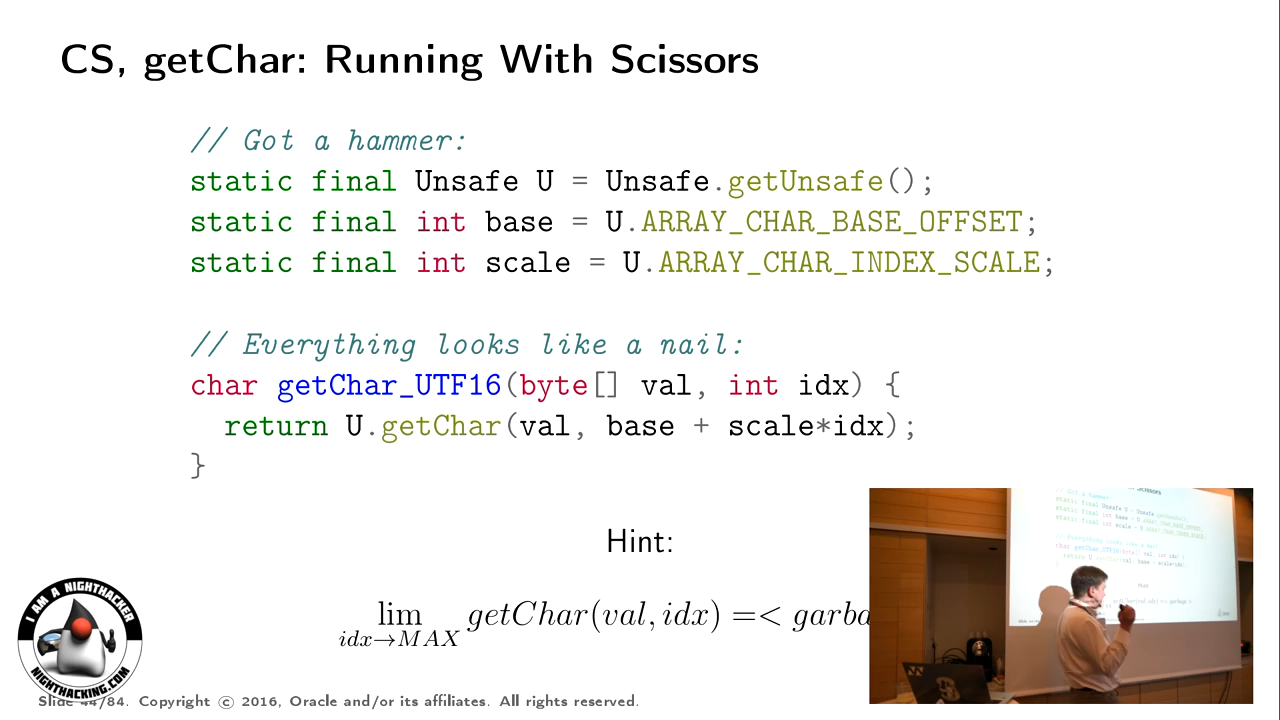 CS, getChar: Running With Scissors
// Got a hammer:
static final Unsafe U = Unsafe.getUnsafe();
static final int base = U.ARRAY_CHAR_BASE_OFFSET;
static final int scale = U.ARRAY_CHAR_INDEX_SCALE;
// Everything looks like a nail:
char getChar_UTF16(byte[] val, int idx) {
return U.getChar(val, base + scale*idx);
}
Hint:
lim getChar(val, idx) =< garba
idx→MAX
I AM A NIGHTHACKER
NIGHTHACKING.COM
Slide 44/84. Copyright © 2016, Oracle and/or its affiliates. All rights reserved.